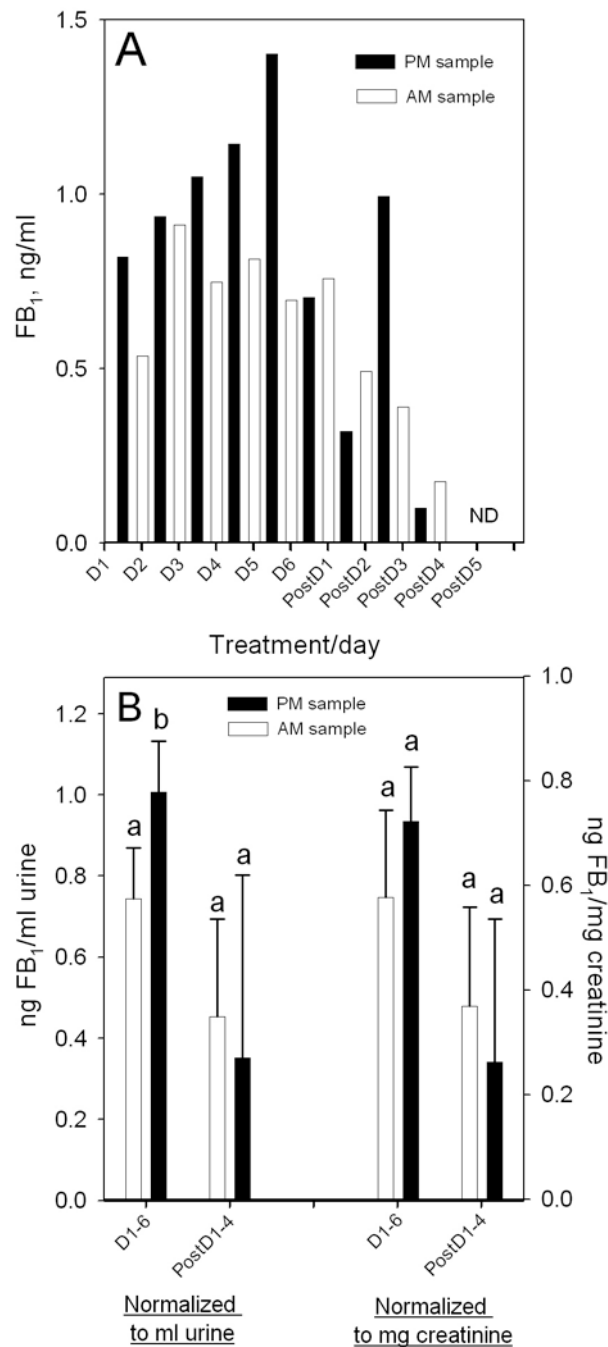 A
PM sample
AM sample
FB₁, ng/ml
1.5
1.0
0.5
0.0
ND
D1
D2
D3
D4
D5
D6
PostD1
PostD2
PostD3
PostD4
PostD5
Treatment/day
B
PM sample
AM sample
ng FB₁/ml urine
1.2
1.0
0.8
0.6
0.4
0.2
0.0
a
b
a
a
a
a
a
a
1.0
0.8
0.6
0.4
0.2
0.0
ng FB₁/mg creatinine
D1-6
PostD1-4
D1-6
PostD1-4
Normalized
to ml urine
Normalized
to mg creatinine